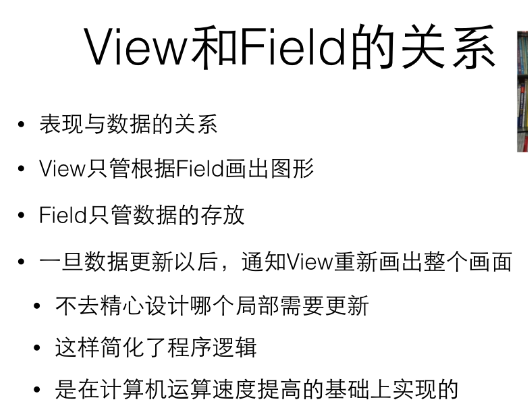 View和Field的关系
• 表现与数据的关系
• View只管根据Field画出图形
• Field只管数据的存放
• 一旦数据更新以后，通知View重新画出整个画面
• 不去精心设计哪个局部需要更新
• 这样简化了程序逻辑
• 是在计算机运算速度提高的基础上实现的